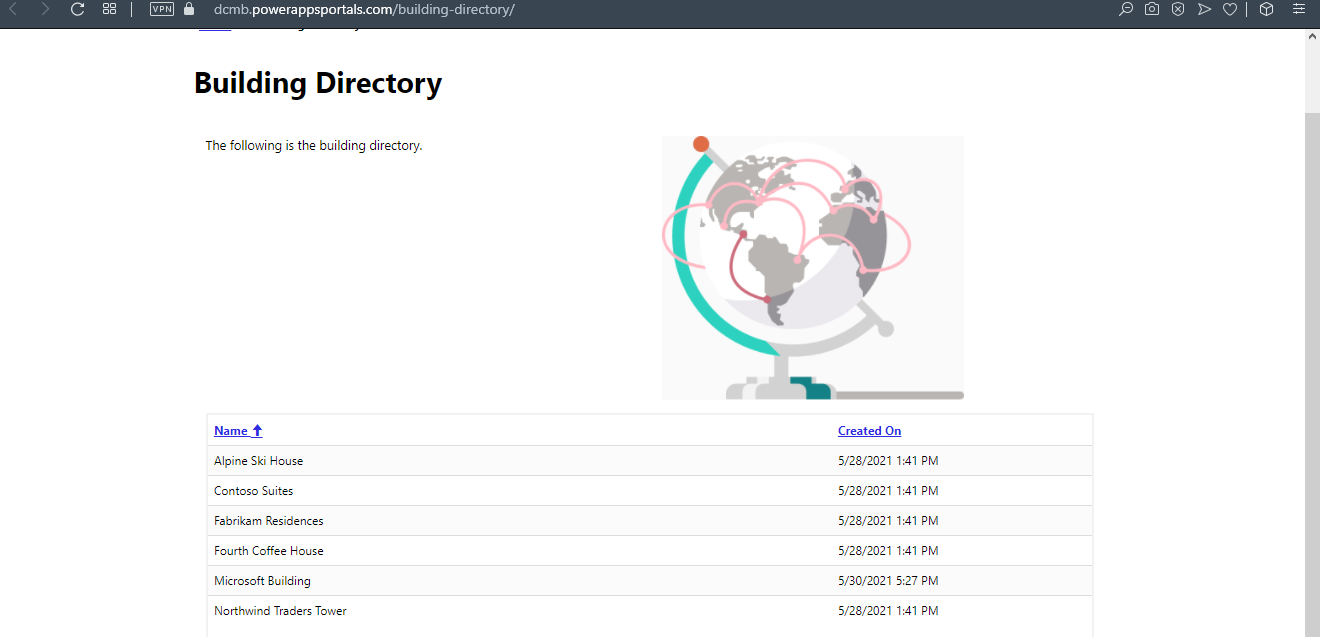 VPN dcmb.powerappsportals.com/building-directory/
Building Directory
The following is the building directory.
Name Created On
Alpine Ski House 5/28/2021 1:41 PM
Contoso Suites 5/28/2021 1:41 PM
Fabrikam Residences 5/28/2021 1:41 PM
Fourth Coffee House 5/28/2021 1:41 PM
Microsoft Building 5/30/2021 5:27 PM
Northwind Traders Tower 5/28/2021 1:41 PM